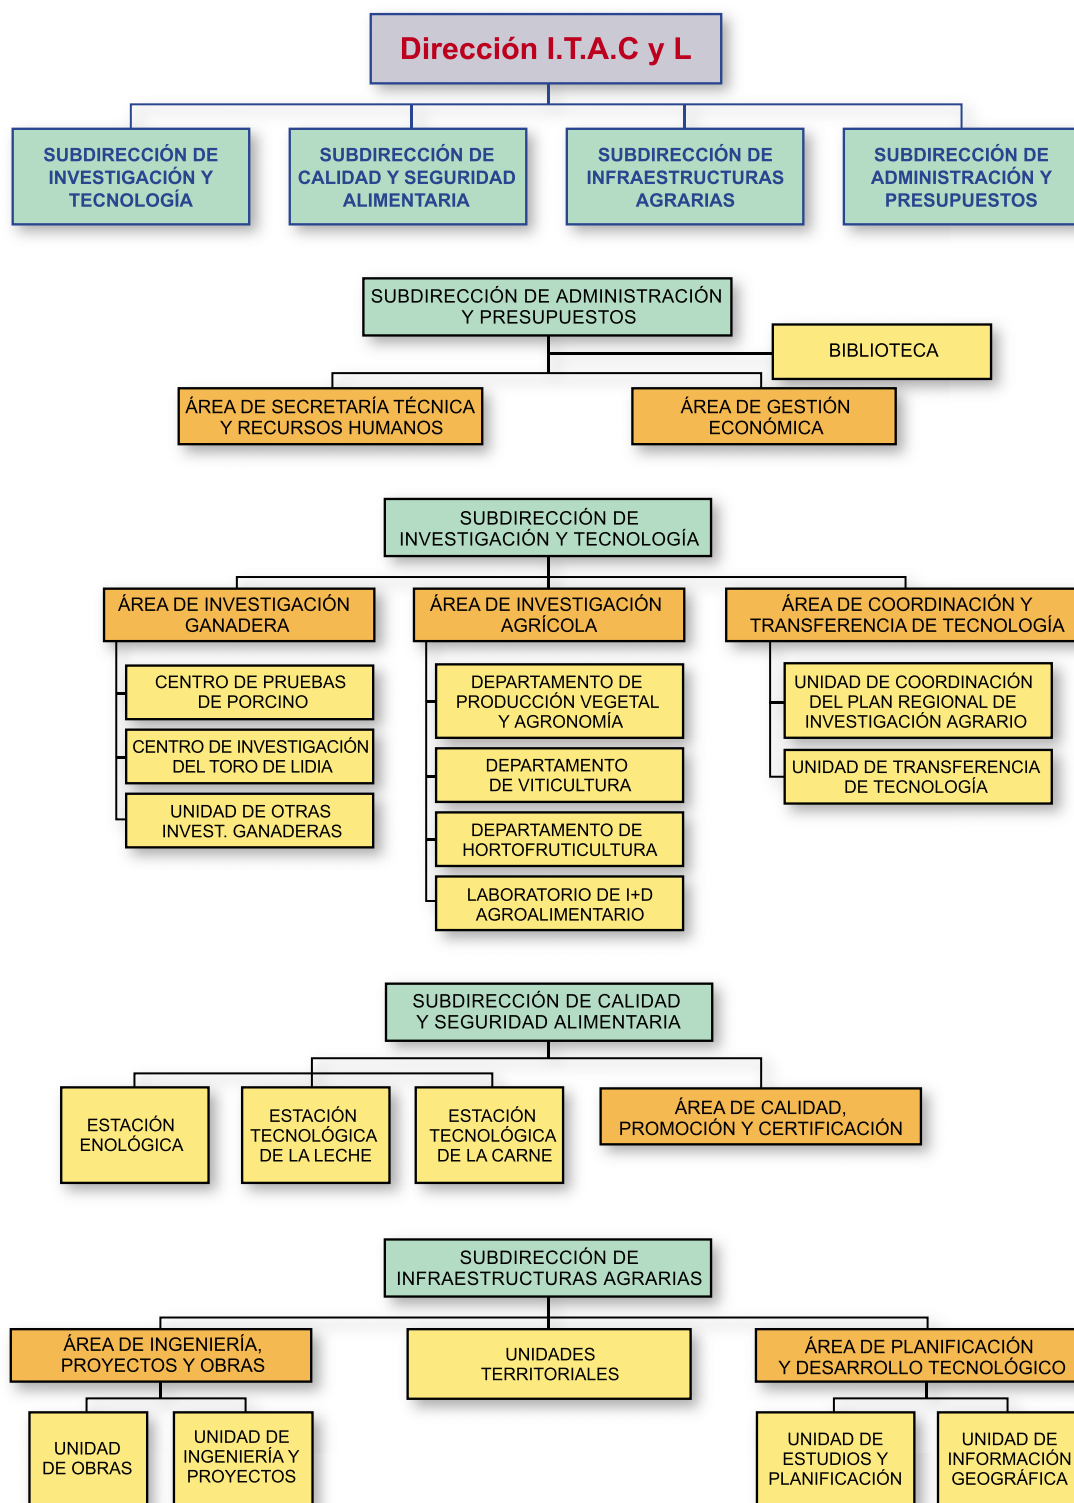 Dirección I.T.A.C y L
SUBDIRECCIÓN DE
INVESTIGACIÓN Y
TECNOLOGÍA
SUBDIRECCIÓN DE
CALIDAD Y SEGURIDAD
ALIMENTARIA
SUBDIRECCIÓN DE
INFRAESTRUCTURAS
AGRARIAS
SUBDIRECCIÓN DE
ADMINISTRACIÓN Y
PRESUPUESTOS
SUBDIRECCIÓN DE ADMINISTRACIÓN
Y PRESUPUESTOS
BIBLIOTECA
ÁREA DE SECRETARÍA TÉCNICA
Y RECURSOS HUMANOS
ÁREA DE GESTIÓN
ECONÓMICA
SUBDIRECCIÓN DE
INVESTIGACIÓN Y TECNOLOGÍA
ÁREA DE INVESTIGACIÓN
GANADERA
CENTRO DE PRUEBAS
DE PORCINO
CENTRO DE INVESTIGACIÓN
DEL TORO DE LIDIA
UNIDAD DE OTRAS
INVEST. GANADERAS
ÁREA DE INVESTIGACIÓN
AGRÍCOLA
DEPARTAMENTO DE
PRODUCCIÓN VEGETAL
Y AGRONOMÍA
DEPARTAMENTO
DE VITICULTURA
DEPARTAMENTO DE
HORTOFRUTICULTURA
LABORATORIO DE I+D
AGROALIMENTARIO
ÁREA DE COORDINACIÓN Y
TRANSFERENCIA DE TECNOLOGÍA
UNIDAD DE COORDINACIÓN
DEL PLAN REGIONAL DE
INVESTIGACIÓN AGRARIO
UNIDAD DE TRANSFERENCIA
DE TECNOLOGÍA
SUBDIRECCIÓN DE CALIDAD
Y SEGURIDAD ALIMENTARIA
ESTACIÓN
ENOLÓGICA
ESTACIÓN
TECNOLÓGICA
DE LA LECHE
ESTACIÓN
TECNOLÓGICA
DE LA CARNE
ÁREA DE CALIDAD,
PROMOCIÓN Y CERTIFICACIÓN
SUBDIRECCIÓN DE
INFRAESTRUCTURAS AGRARIAS
ÁREA DE INGENIERÍA,
PROYECTOS Y OBRAS
UNIDAD
DE OBRAS
UNIDAD DE
INGENIERÍA Y
PROYECTOS
UNIDADES
TERRITORIALES
ÁREA DE PLANIFICACIÓN
Y DESARROLLO TECNOLÓGICO
UNIDAD DE
ESTUDIOS Y
PLANIFICACIÓN
UNIDAD DE
INFORMACIÓN
GEOGRÁFICA